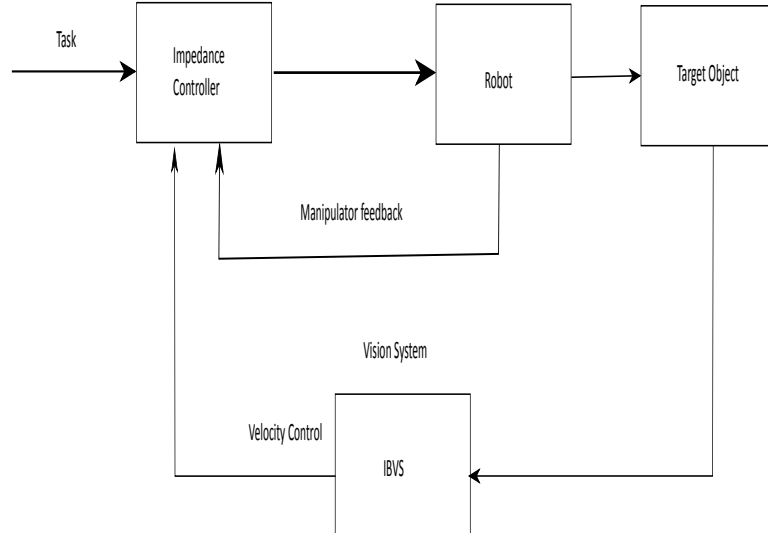 Task
Impedance
Controller
Robot
Target Object
Manipulator feedback
Vision System
Velocity Control
IBVS